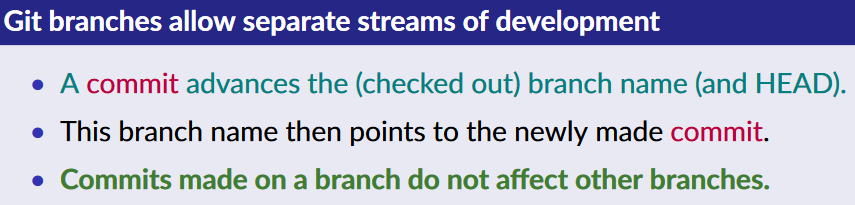 Git branches allow separate streams of development
• A commit advances the (checked out) branch name (and HEAD).
• This branch name then points to the newly made commit.
• Commits made on a branch do not affect other branches.